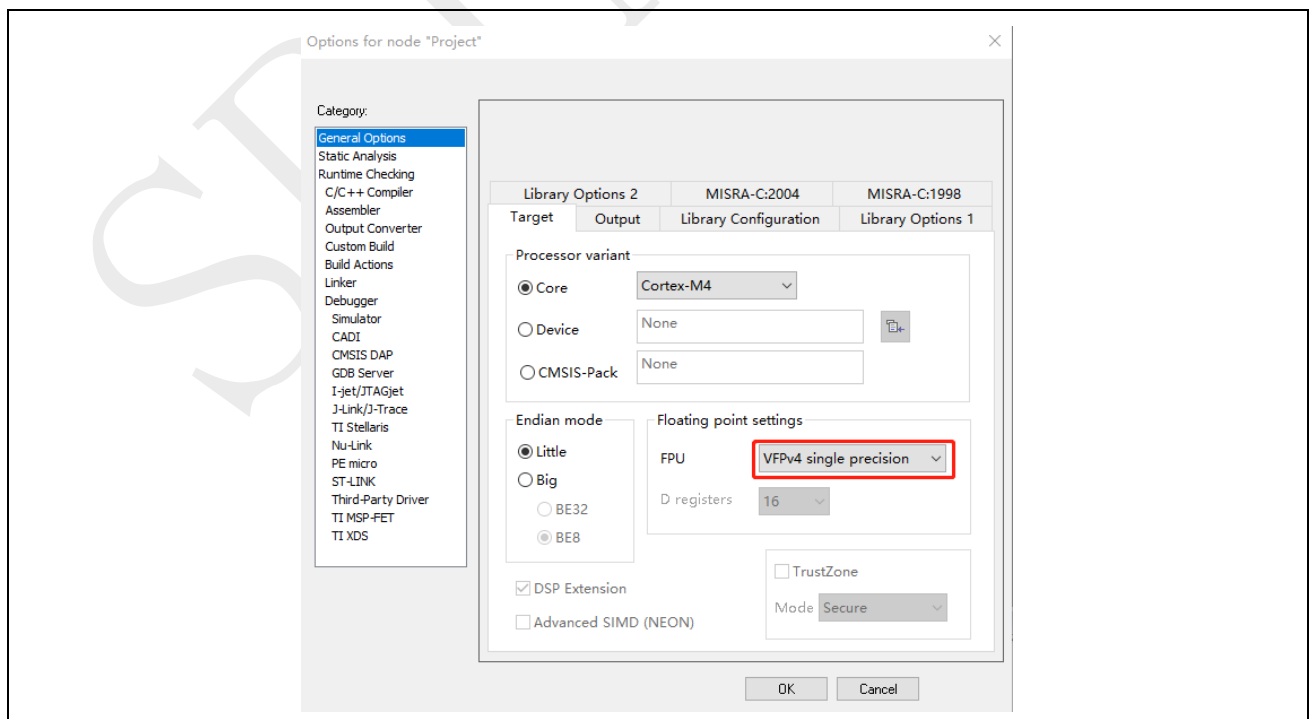 Options for node "Project"
Category:
General Options
Static Analysis
Runtime Checking
C/C++ Compiler
Assembler
Output Converter
Custom Build
Build Actions
Linker
Debugger
Simulator
CADI
CMSIS DAP
GDB Server
I-jet/JTAGjet
J-Link/J-Trace
TI Stellaris
Nu-Link
PE micro
ST-LINK
Third-Party Driver
TI MSP-FET
TI XDS
Library Options 2 MISRA-C:2004 MISRA-C:1998
Target Output Library Configuration Library Options 1
Processor variant
Core Cortex-M4
Device None
CMSIS-Pack None
Endian mode
Little
Big
BE32
BE8
Floating point settings
FPU VFPv4 single precision
D registers 16
DSP Extension
Advanced SIMD (NEON)
TrustZone
Mode Secure
OK Cancel